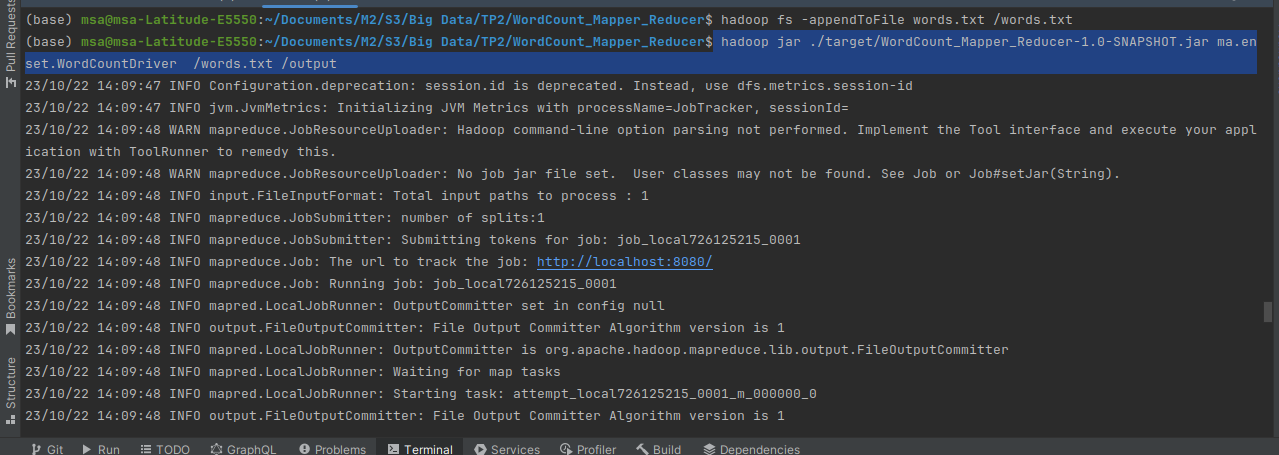 (base) msa@msa-Latitude-E5550:~/Documents/M2/S3/Big Data/TP2/WordCount_Mapper_Reducer$ hadoop fs -appendToFile words.txt /words.txt
(base) msa@msa-Latitude-E5550:~/Documents/M2/S3/Big Data/TP2/WordCount_Mapper_Reducer$ hadoop jar ./target/WordCount_Mapper_Reducer-1.0-SNAPSHOT.jar ma.en
set.WordCountDriver  /words.txt /output
23/10/22 14:09:47 INFO Configuration.deprecation: session.id is deprecated. Instead, use dfs.metrics.session-id
23/10/22 14:09:47 INFO jvm.JvmMetrics: Initializing JVM Metrics with processName=JobTracker, sessionId=
23/10/22 14:09:48 WARN mapreduce.JobResourceUploader: Hadoop command-line option parsing not performed. Implement the Tool interface and execute your appl
ication with ToolRunner to remedy this.
23/10/22 14:09:48 WARN mapreduce.JobResourceUploader: No job jar file set.  User classes may not be found. See Job or Job#setJar(String).
23/10/22 14:09:48 INFO input.FileInputFormat: Total input paths to process : 1
23/10/22 14:09:48 INFO mapreduce.JobSubmitter: number of splits:1
23/10/22 14:09:48 INFO mapreduce.JobSubmitter: Submitting tokens for job: job_local726125215_0001
23/10/22 14:09:48 INFO mapreduce.Job: The url to track the job: http://localhost:8080/
23/10/22 14:09:48 INFO mapreduce.Job: Running job: job_local726125215_0001
23/10/22 14:09:48 INFO mapred.LocalJobRunner: OutputCommitter set in config null
23/10/22 14:09:48 INFO output.FileOutputCommitter: File Output Committer Algorithm version is 1
23/10/22 14:09:48 INFO mapred.LocalJobRunner: OutputCommitter is org.apache.hadoop.mapreduce.lib.output.FileOutputCommitter
23/10/22 14:09:48 INFO mapred.LocalJobRunner: Waiting for map tasks
23/10/22 14:09:48 INFO mapred.LocalJobRunner: Starting task: attempt_local726125215_0001_m_000000_0
23/10/22 14:09:48 INFO output.FileOutputCommitter: File Output Committer Algorithm version is 1
Pull Requests
Bookmarks
Structure
Git Run TODO GraphQL Problems Terminal Services Profiler Build Dependencies